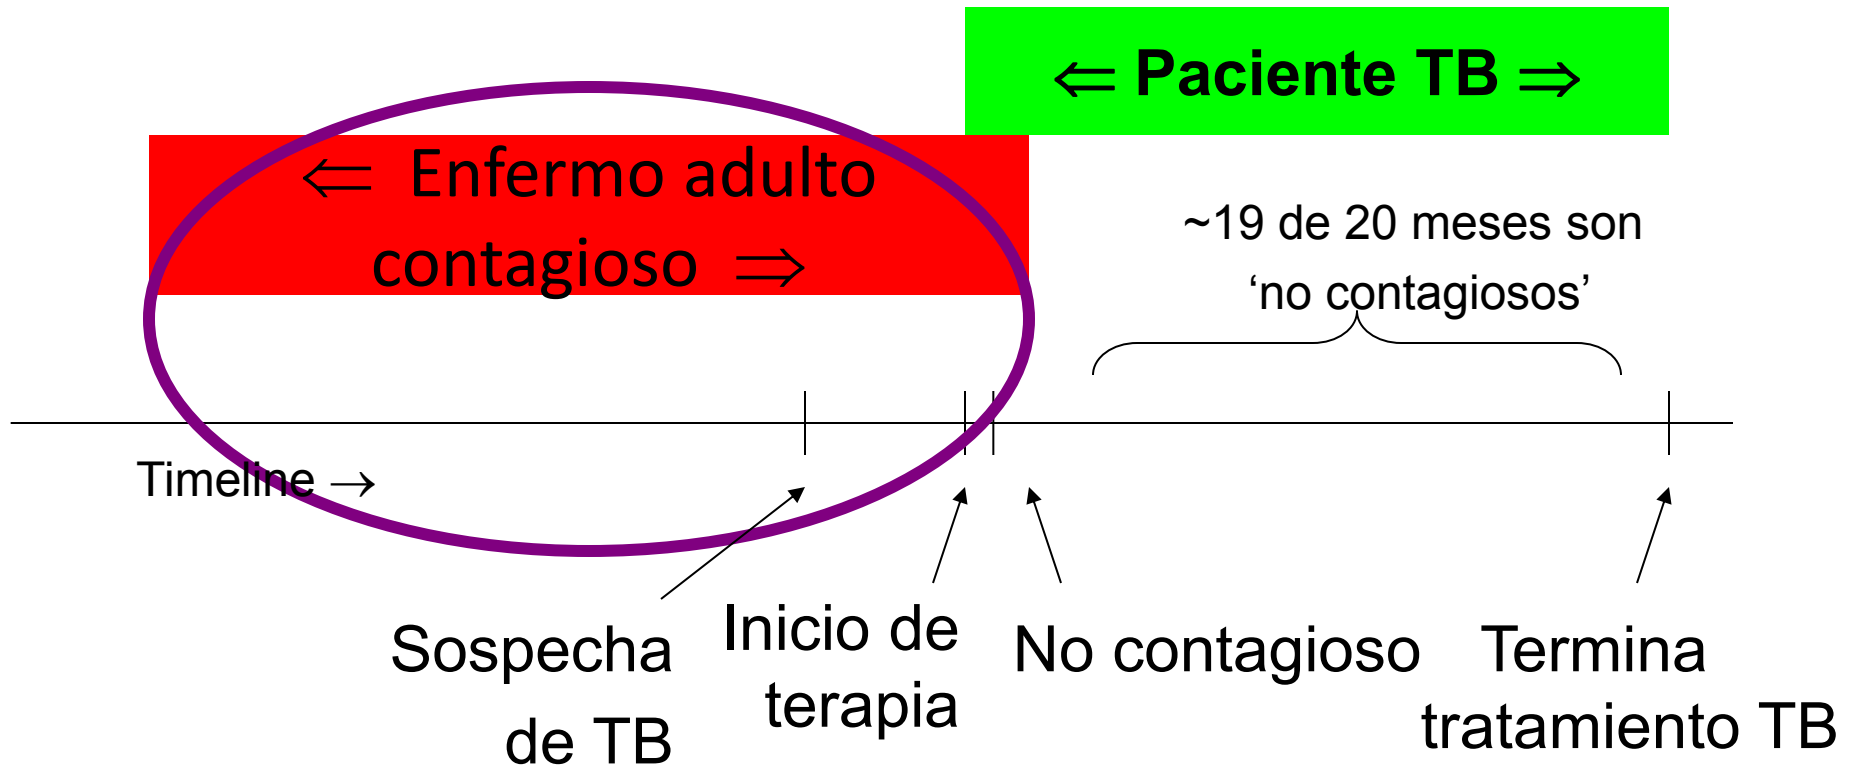 ⇐ Paciente TB ⇒
⇐ Enfermo adulto
contagioso ⇒
~19 de 20 meses son
‘no contagiosos’
Timeline →
Sospecha
de TB
Inicio de
terapia
No contagioso
Termina
tratamiento TB